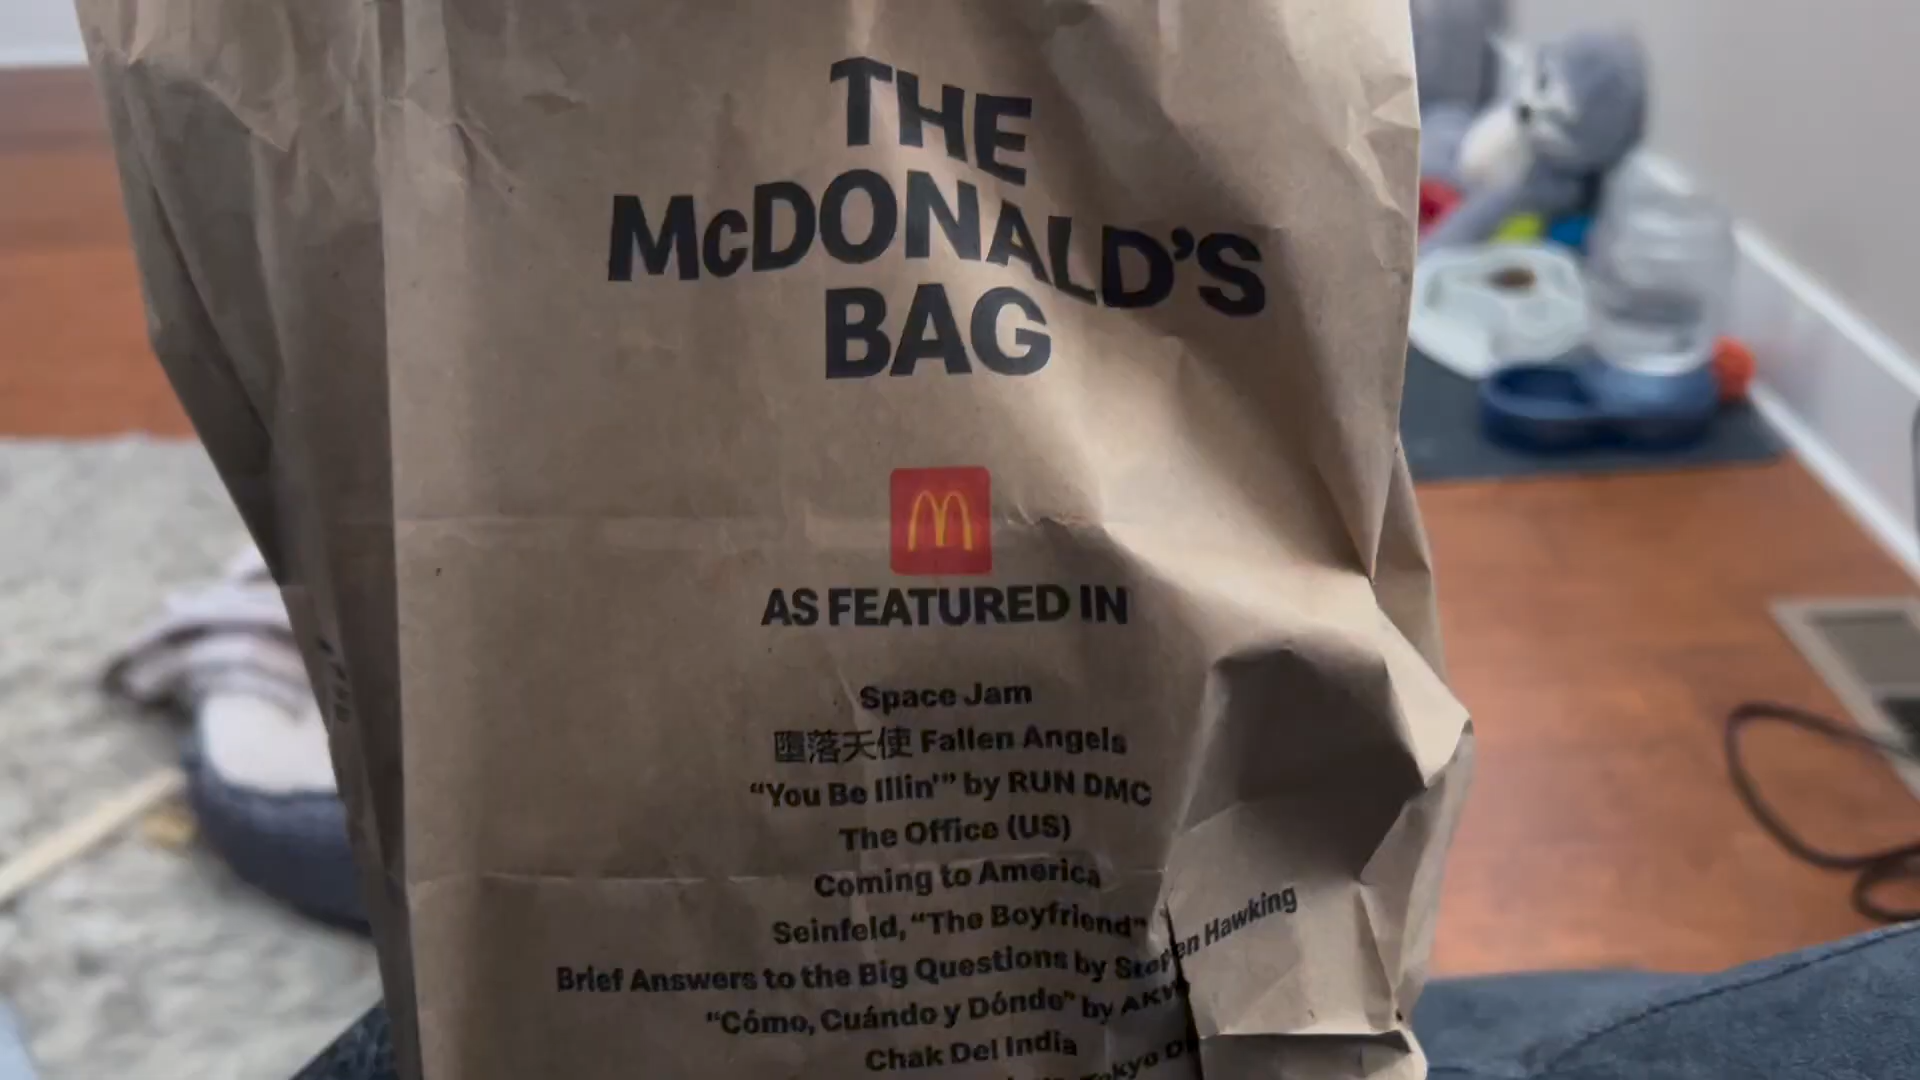 THE
McDONALD'S
BAG
AS FEATURED IN
Space Jam
墮落天使 Fallen Angels
“You Be Illin'” by RUN DMC
The Office (US)
Coming to America
Seinfeld, “The Boyfriend”
Brief Answers to the Big Questions by Stephen Hawking
“Cómo, Cuándo y Dónde” by
Chak Del India
Tokyo